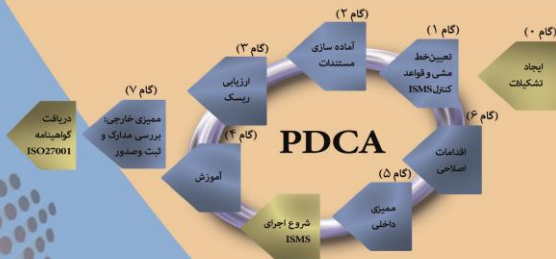 (گام ۰)
ایجاد
تشکیلات
(گام ۱)
تعیین خط
مشی و قواعد
کنترل ISMS
(گام ۲)
آماده سازی
مستندات
(گام ۳)
ارزیابی
ریسک
(گام ۴)
آموزش
شروع اجرای
ISMS
(گام ۵)
ممیزی
داخلی
(گام ۶)
اقدامات
اصلاحی
PDCA
(گام ۷)
ممیزی خارجی:
بررسی مدارک و
ثبت وصدور
دریافت
گواهینامه
ISO27001